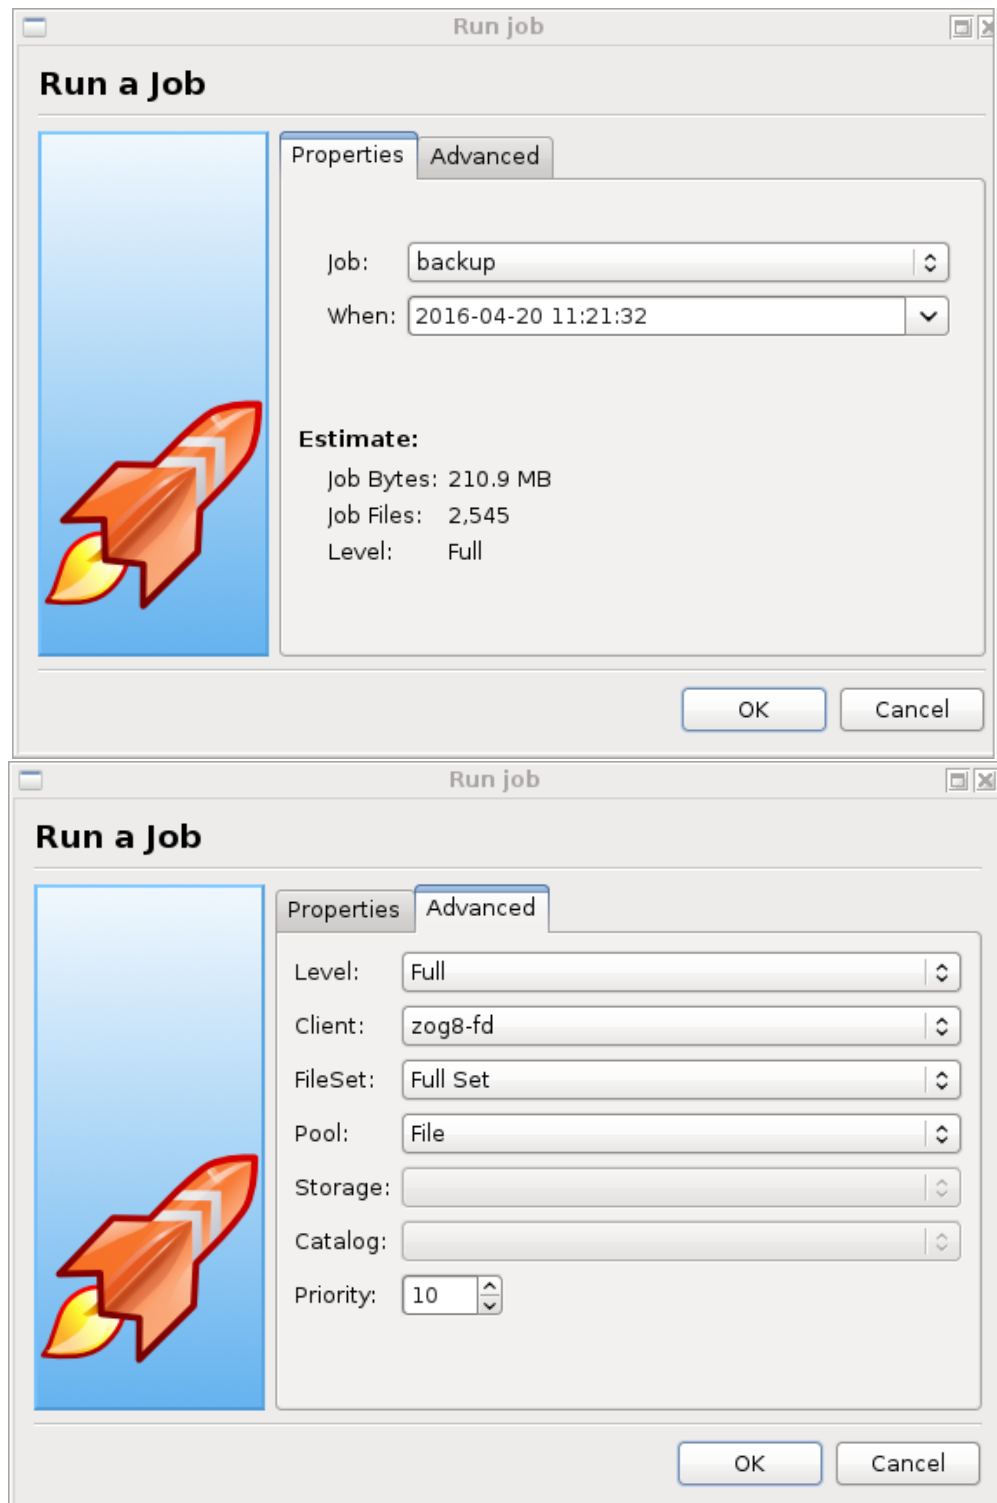 Run job
Run a Job
Properties Advanced
Job: backup
When: 2016-04-20 11:21:32
Estimate:
Job Bytes: 210.9 MB
Job Files: 2,545
Level: Full
OK Cancel
Run job
Run a Job
Properties Advanced
Level: Full
Client: zog8-fd
FileSet: Full Set
Pool: File
Storage:
Catalog:
Priority: 10
OK Cancel